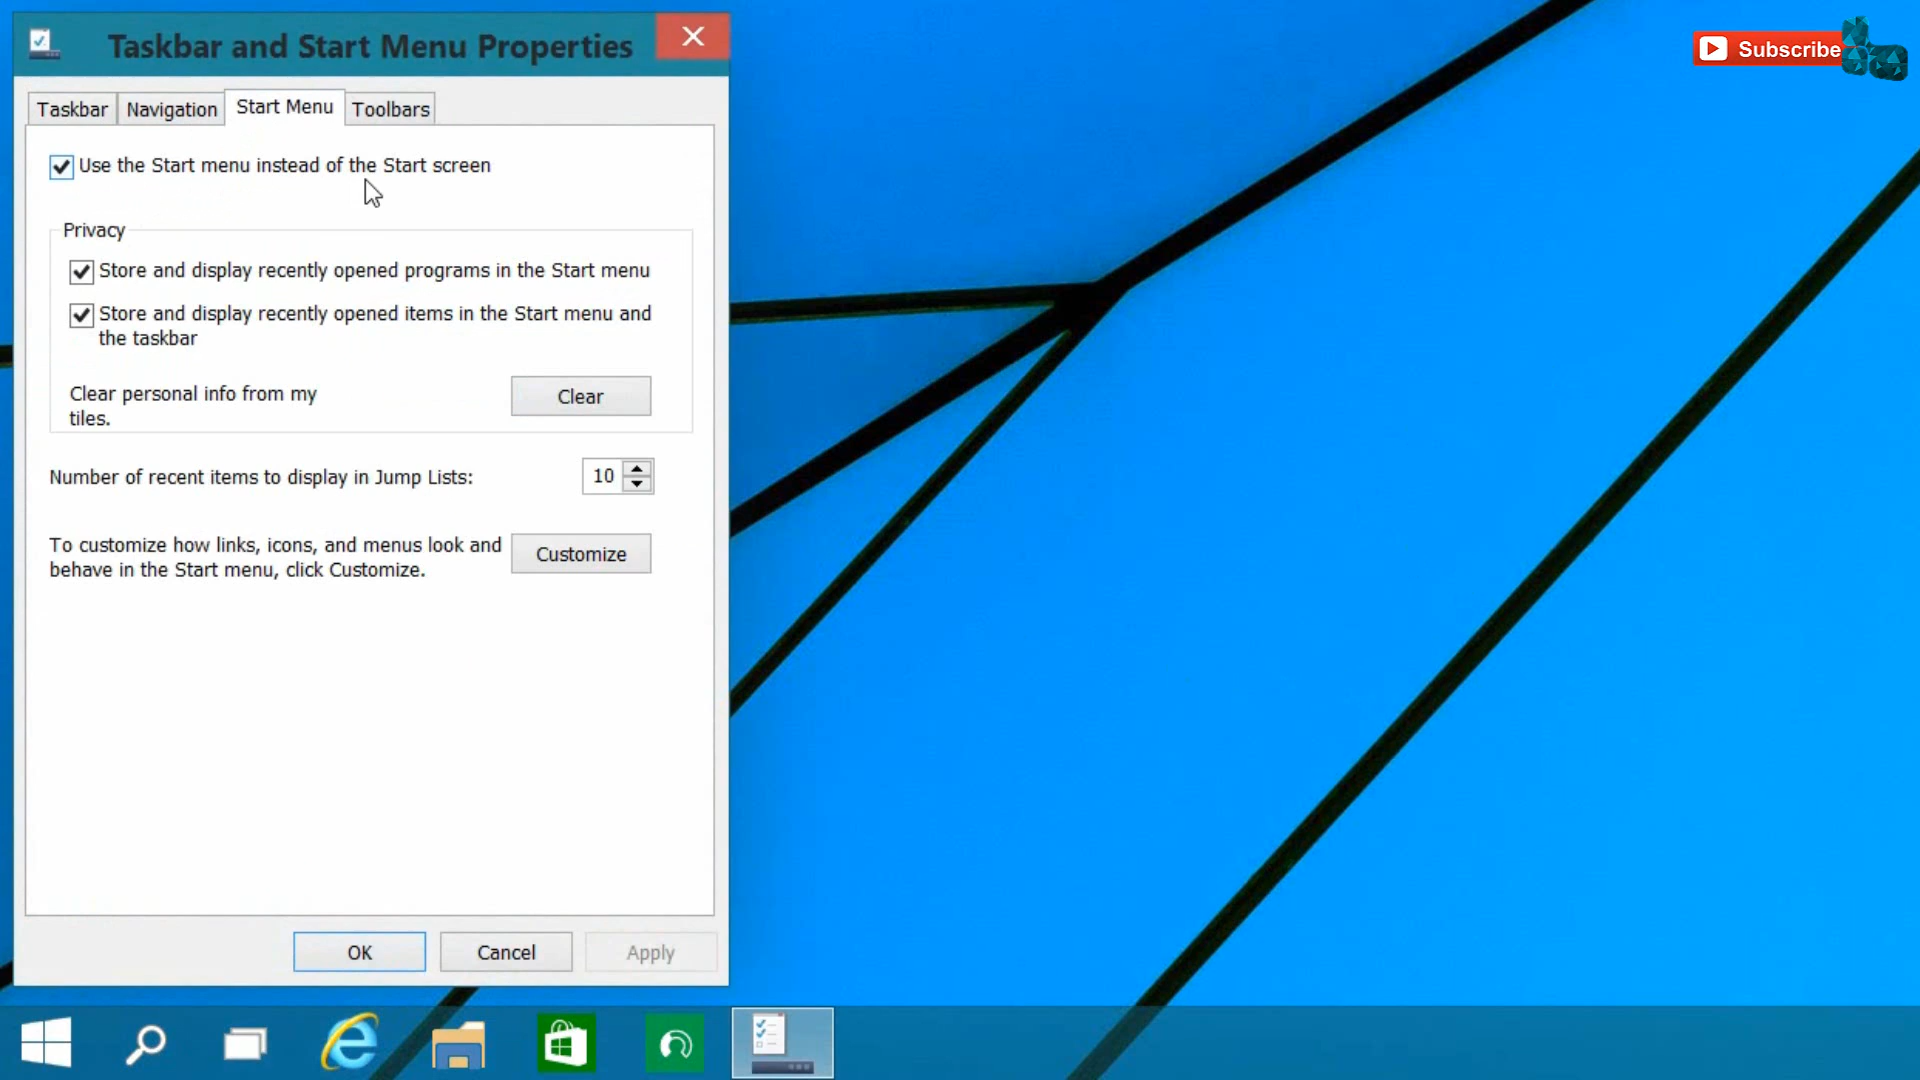 Taskbar and Start Menu Properties
Subscribe
Taskbar
Navigation
Start Menu
Toolbars
Use the Start menu instead of the Start screen
Privacy
Store and display recently opened programs in the Start menu
Store and display recently opened items in the Start menu and
the taskbar
Clear personal info from my
tiles.
Clear
Number of recent items to display in Jump Lists:
10
To customize how links, icons, and menus look and
behave in the Start menu, click Customize.
Customize
OK
Cancel
Apply